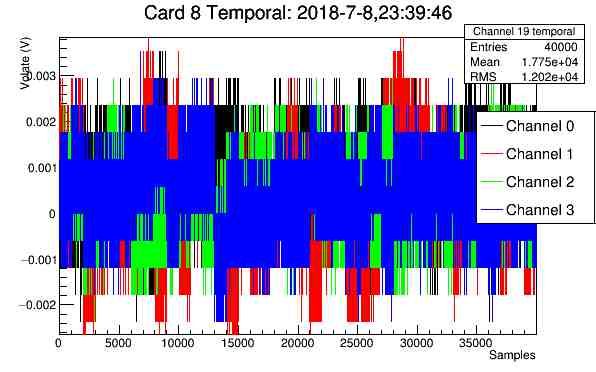 Card 8 Temporal: 2018-7-8,23:39:46
Volate (V)
Channel 19 temporal
Entries 40000
Mean 1.775e+04
RMS 1.202e+04
0.003
0.002
0.001
0
−0.001
−0.002
Channel 0
Channel 1
Channel 2
Channel 3
0 5000 10000 15000 20000 25000 30000 35000
Samples